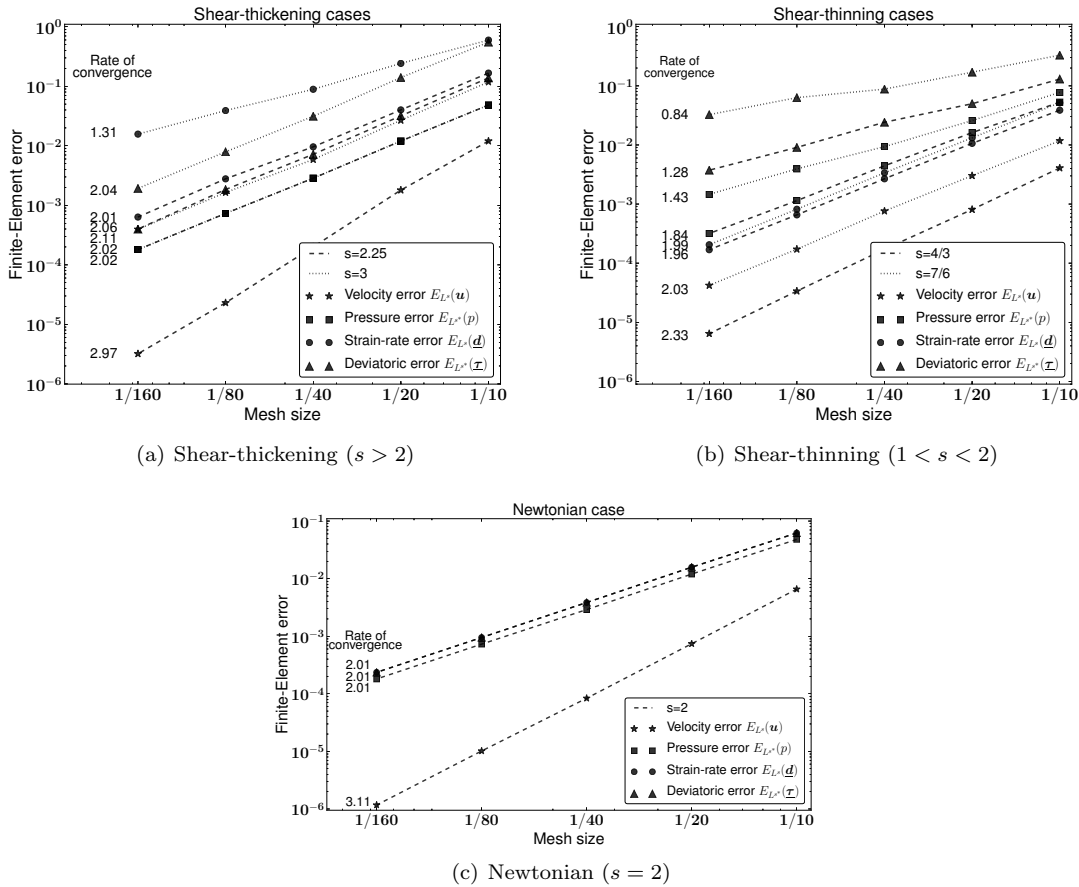 Shear-thickening cases
Finite-Element error
10^0
10^{-1}
10^{-2}
10^{-3}
10^{-4}
10^{-5}
10^{-6}
Rate of
convergence
1.31
2.04
2.01
2.06
2.11
2.02
2.02
2.97
s=2.25
s=3
Velocity error E_{L^s}(u)
Pressure error E_{L^{s*}}(p)
Strain-rate error E_{L^s}(d)
Deviatoric error E_{L^{s*}}(τ)
1/160 1/80 1/40 1/20 1/10
Mesh size
(a) Shear-thickening (s > 2)
Shear-thinning cases
Finite-Element error
10^0
10^{-1}
10^{-2}
10^{-3}
10^{-4}
10^{-5}
10^{-6}
Rate of
convergence
0.84
1.28
1.43
1.84
1.99
1.96
2.03
2.33
s=4/3
s=7/6
Velocity error E_{L^s}(u)
Pressure error E_{L^{s*}}(p)
Strain-rate error E_{L^s}(d)
Deviatoric error E_{L^{s*}}(τ)
1/160 1/80 1/40 1/20 1/10
Mesh size
(b) Shear-thinning (1 < s < 2)
Newtonian case
Finite-Element error
10^{-1}
10^{-2}
10^{-3}
10^{-4}
10^{-5}
10^{-6}
Rate of
convergence
2.01
2.01
2.01
3.11
s=2
Velocity error E_{L^s}(u)
Pressure error E_{L^{s*}}(p)
Strain-rate error E_{L^s}(d)
Deviatoric error E_{L^{s*}}(τ)
1/160 1/80 1/40 1/20 1/10
Mesh size
(c) Newtonian (s = 2)